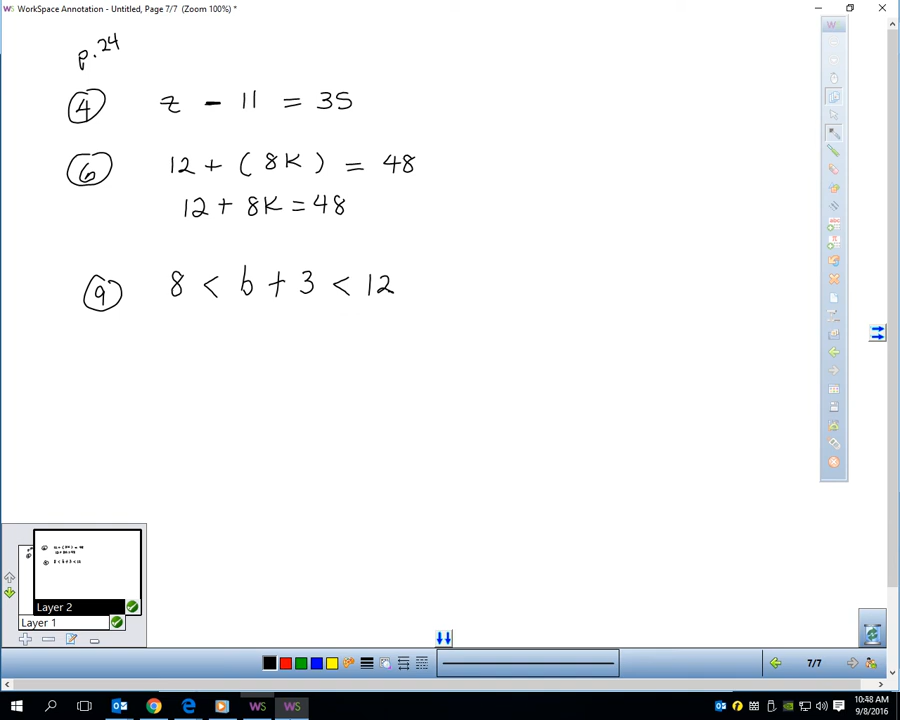 WS WorkSpace Annotation - Untitled, Page 7/7 (Zoom 100%) *
p.24
4 z - 11 = 35
6 12 + ( 8K ) = 48
12 + 8K = 48
9 8 < b + 3 < 12
Layer 2
Layer 1
7/7
10:48 AM
9/8/2016